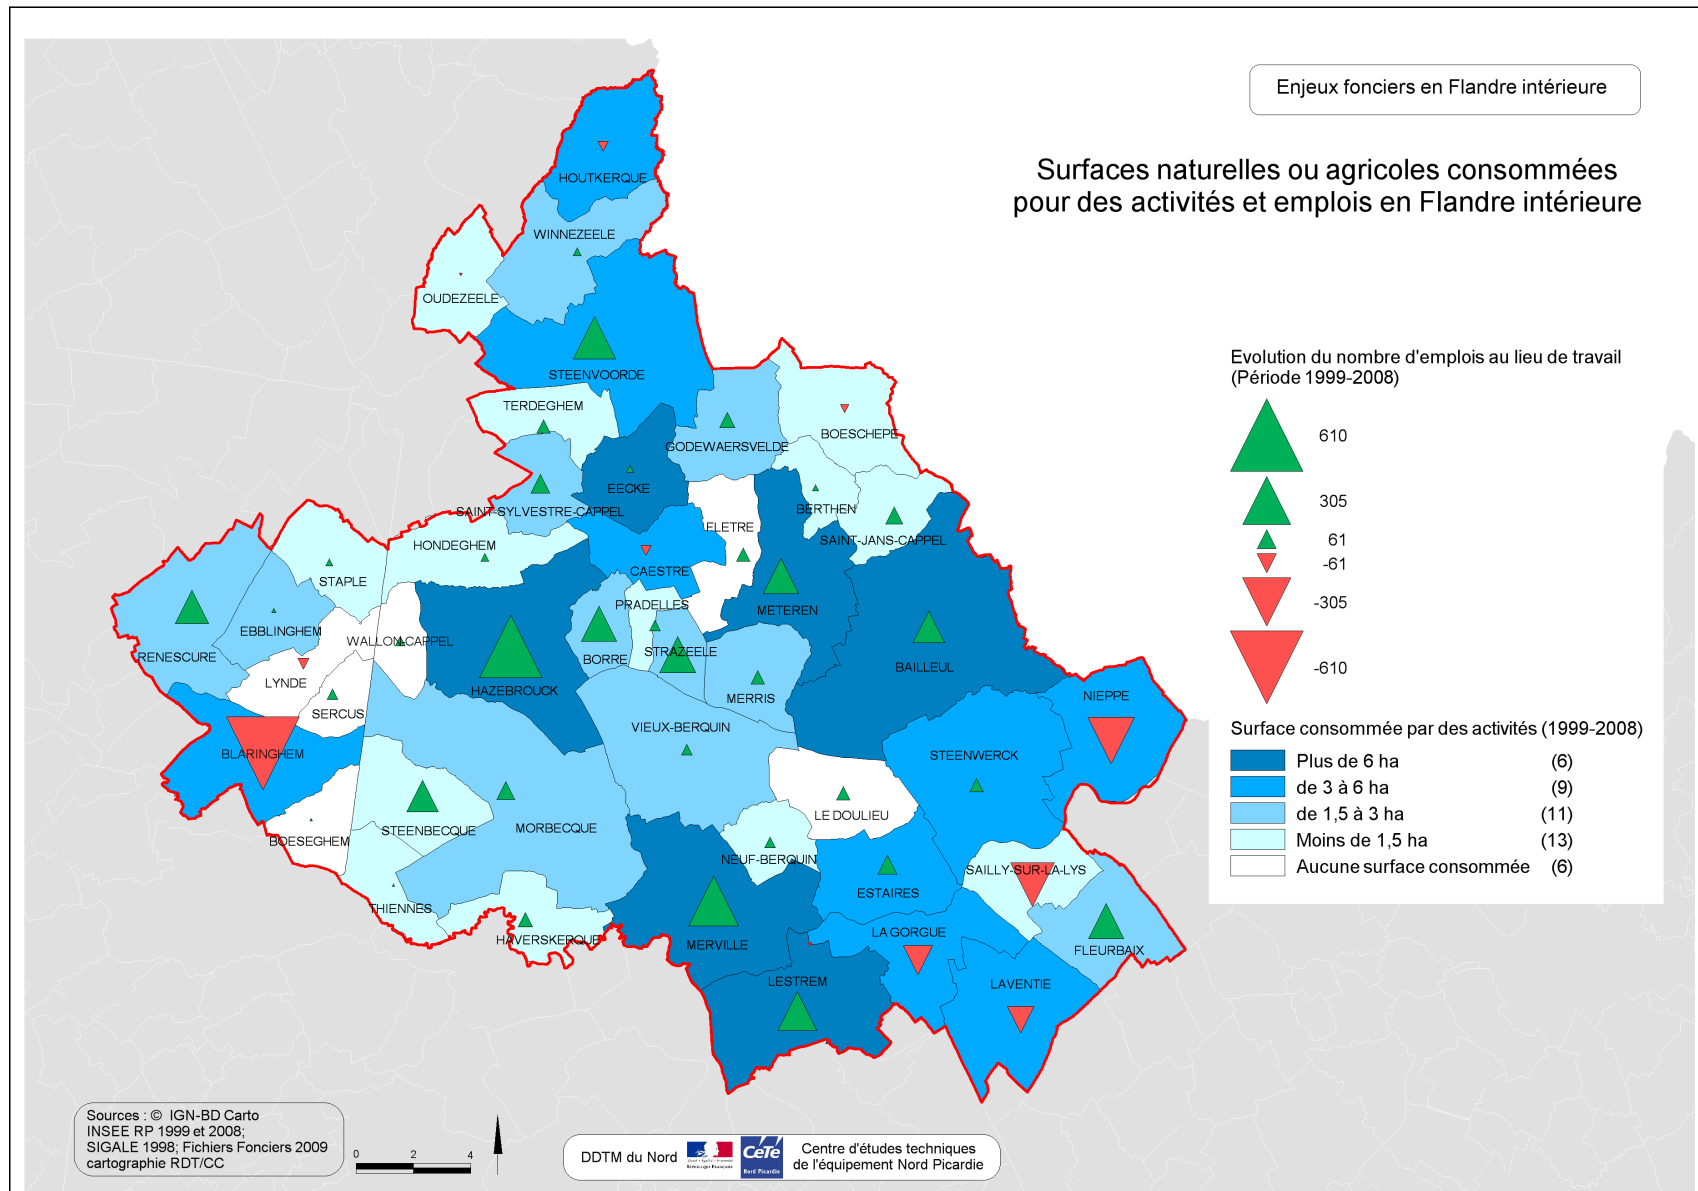 Enjeux fonciers en Flandre intérieure
Surfaces naturelles ou agricoles consommées
pour des activités et emplois en Flandre intérieure
HOUTKERQUE
WINNEZEELE
OUDEZEELE
STEENVOORDE
TERDEGHEM
BOESCHEPE
GODEWAERSVELDE
EECKE
SAINT-SYLVESTRE-CAPPEL
BERTHEN
FLETRE
SAINT-JANS-CAPPEL
HONDEGHEM
CAESTRE
STAPLE
PRADELLES
METEREN
EBBLINGHEM
WALLON-CAPPEL
RENESCURE
BORRE
STRAZEELE
BAILLEUL
LYNDE
HAZEBROUCK
MERRIS
NIEPPE
SERCUS
VIEUX-BERQUIN
BLARINGHEM
STEENWERCK
LE DOULIEU
STEENBECQUE
MORBECQUE
BOESEGHEM
NEUF-BERQUIN
SAILLY-SUR-LA-LYS
ESTAIRES
THIENNES
HAVERSKERQUE
MERVILLE
LA GORGUE
FLEURBAIX
LESTREM
LAVENTIE
Evolution du nombre d'emplois au lieu de travail
(Période 1999-2008)
610
305
61
-61
-305
-610
Surface consommée par des activités (1999-2008)
Plus de 6 ha (6)
de 3 à 6 ha (9)
de 1,5 à 3 ha (11)
Moins de 1,5 ha (13)
Aucune surface consommée (6)
Sources : © IGN-BD Carto
INSEE RP 1999 et 2008;
SIGALE 1998; Fichiers Fonciers 2009
cartographie RDT/CC
0 2 4
DDTM du Nord
RÉPUBLIQUE FRANÇAISE
CeTe
Nord Picardie
Centre d'études techniques
de l'équipement Nord Picardie